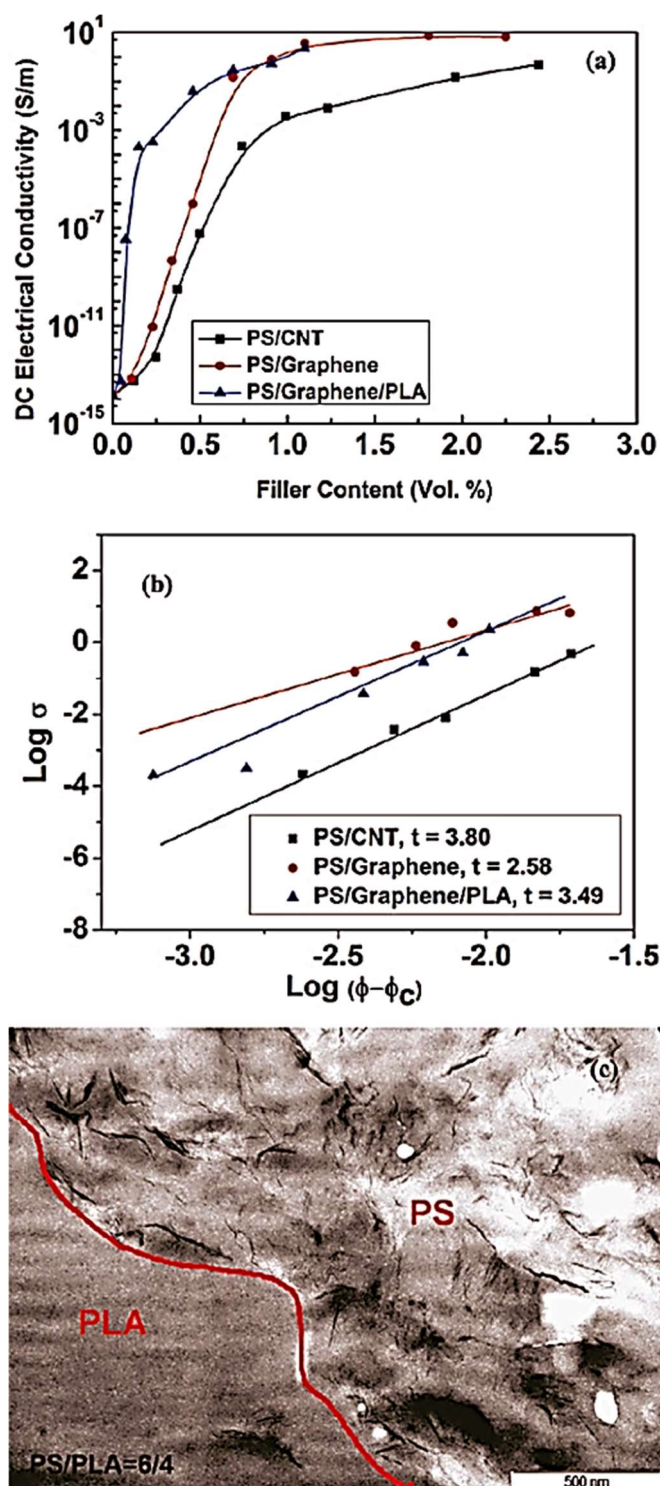 (a)
DC Electrical Conductivity (S/m)
10^1
10^-3
10^-7
10^-11
10^-15
PS/CNT
PS/Graphene
PS/Graphene/PLA
0.0 0.5 1.0 1.5 2.0 2.5 3.0
Filler Content (Vol. %)
(b)
Log σ
2
0
-2
-4
-6
-8
PS/CNT, t = 3.80
PS/Graphene, t = 2.58
PS/Graphene/PLA, t = 3.49
-3.0 -2.5 -2.0 -1.5
Log (ϕ-ϕc)
(c)
PS
PLA
PS/PLA=6/4
500 nm